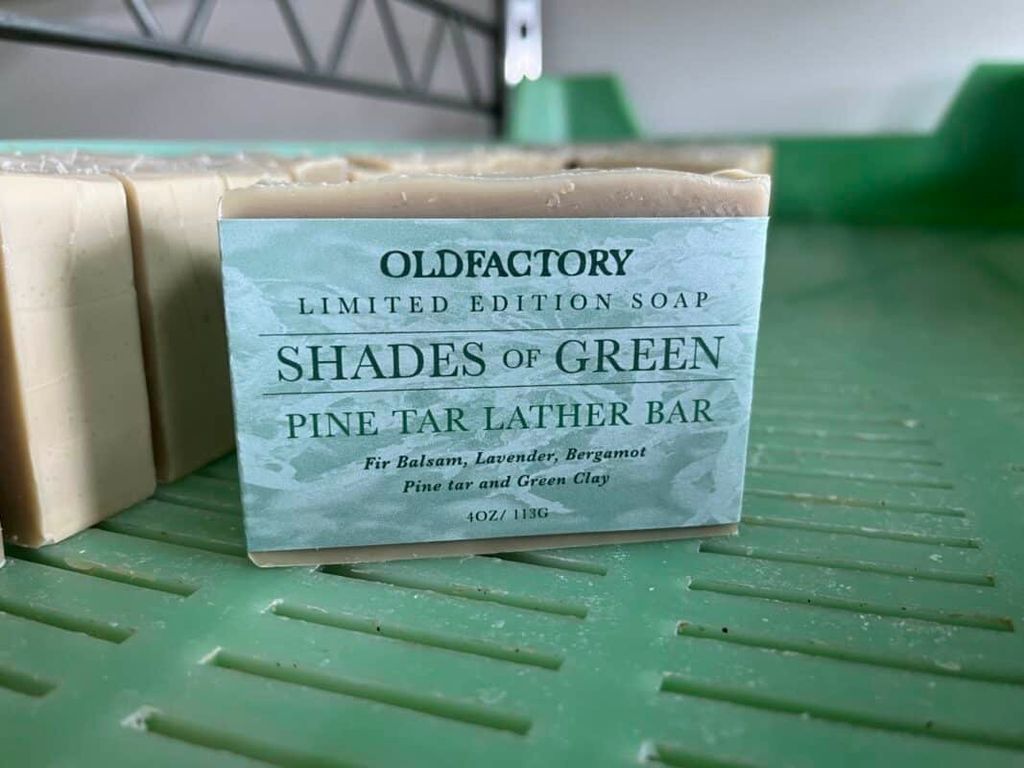 OLDFACTORY
LIMITED EDITION SOAP
SHADES OF GREEN
PINE TAR LATHER BAR
Fir Balsam, Lavender, Bergamot
Pine tar and Green Clay
4OZ/ 113G